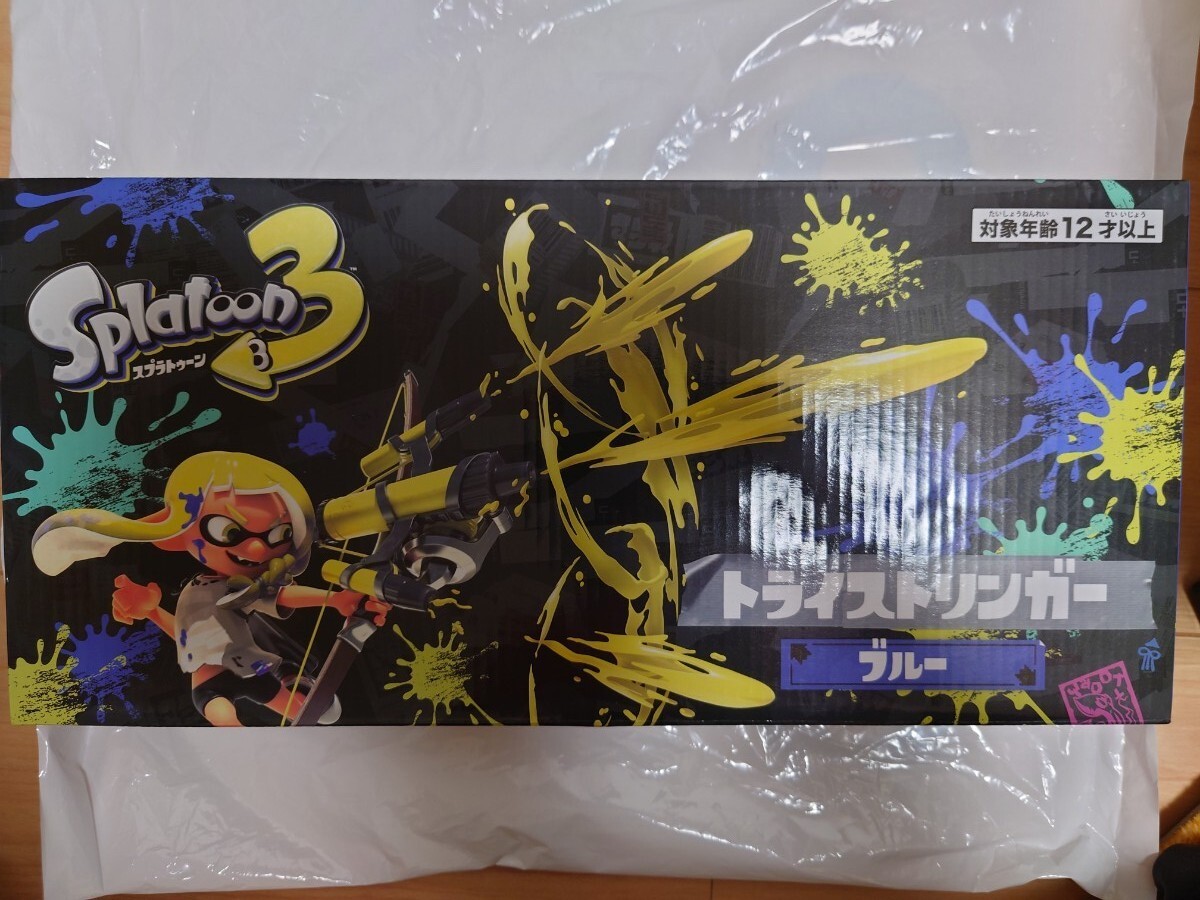 Splatoon3™
スプラトゥーン
3
たいしょうねんれい さいいじょう
対象年齢12才以上
トライストリンガー
ブルー